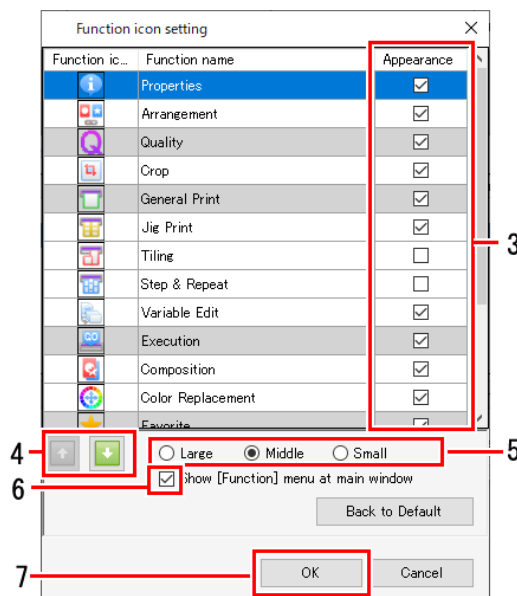 Function icon setting
Function ic... Function name Appearance
Properties
Arrangement
Quality
Crop
General Print
Jig Print
Tiling
Step & Repeat
Variable Edit
GO Execution
Composition
Color Replacement
Favorite
3
4
Large Middle Small
5
6
Show [Function] menu at main window
Back to Default
7
OK Cancel